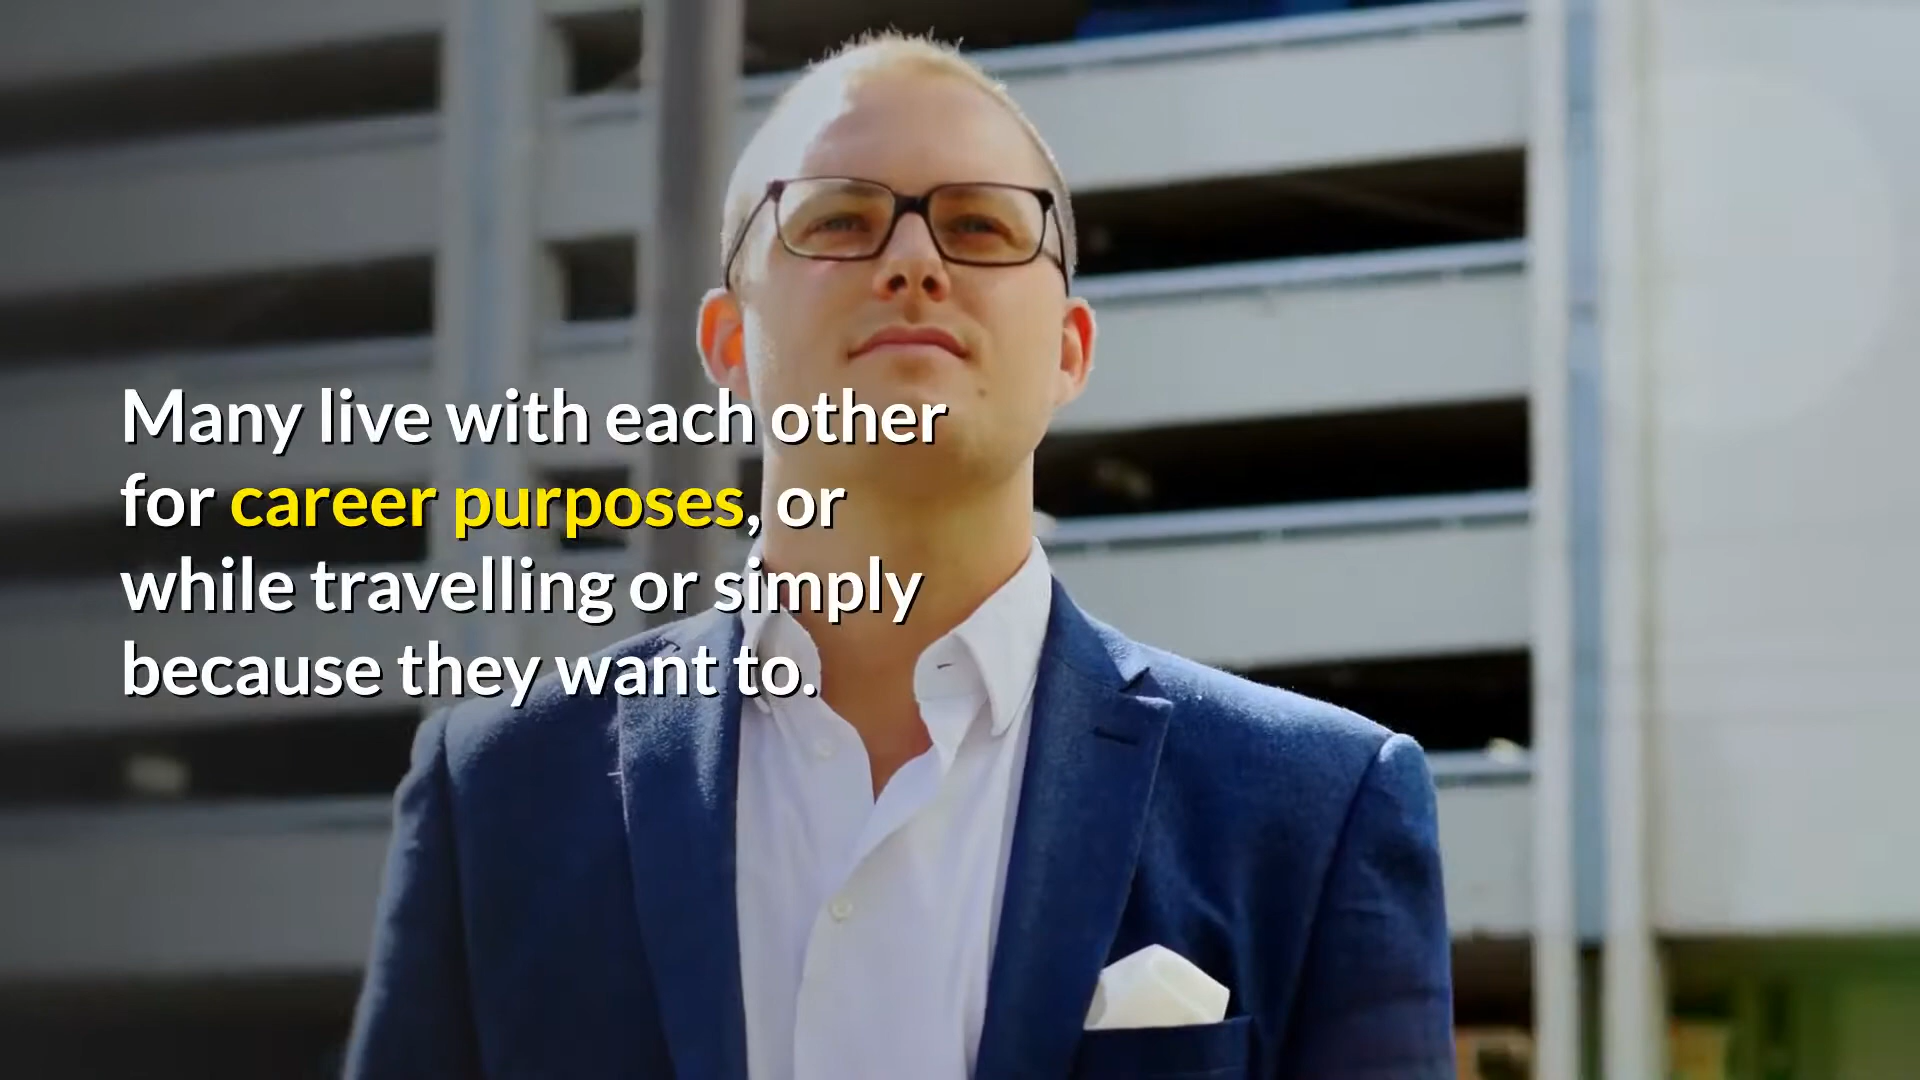 Many live with each other
for career purposes, or
while travelling or simply
because they want to.